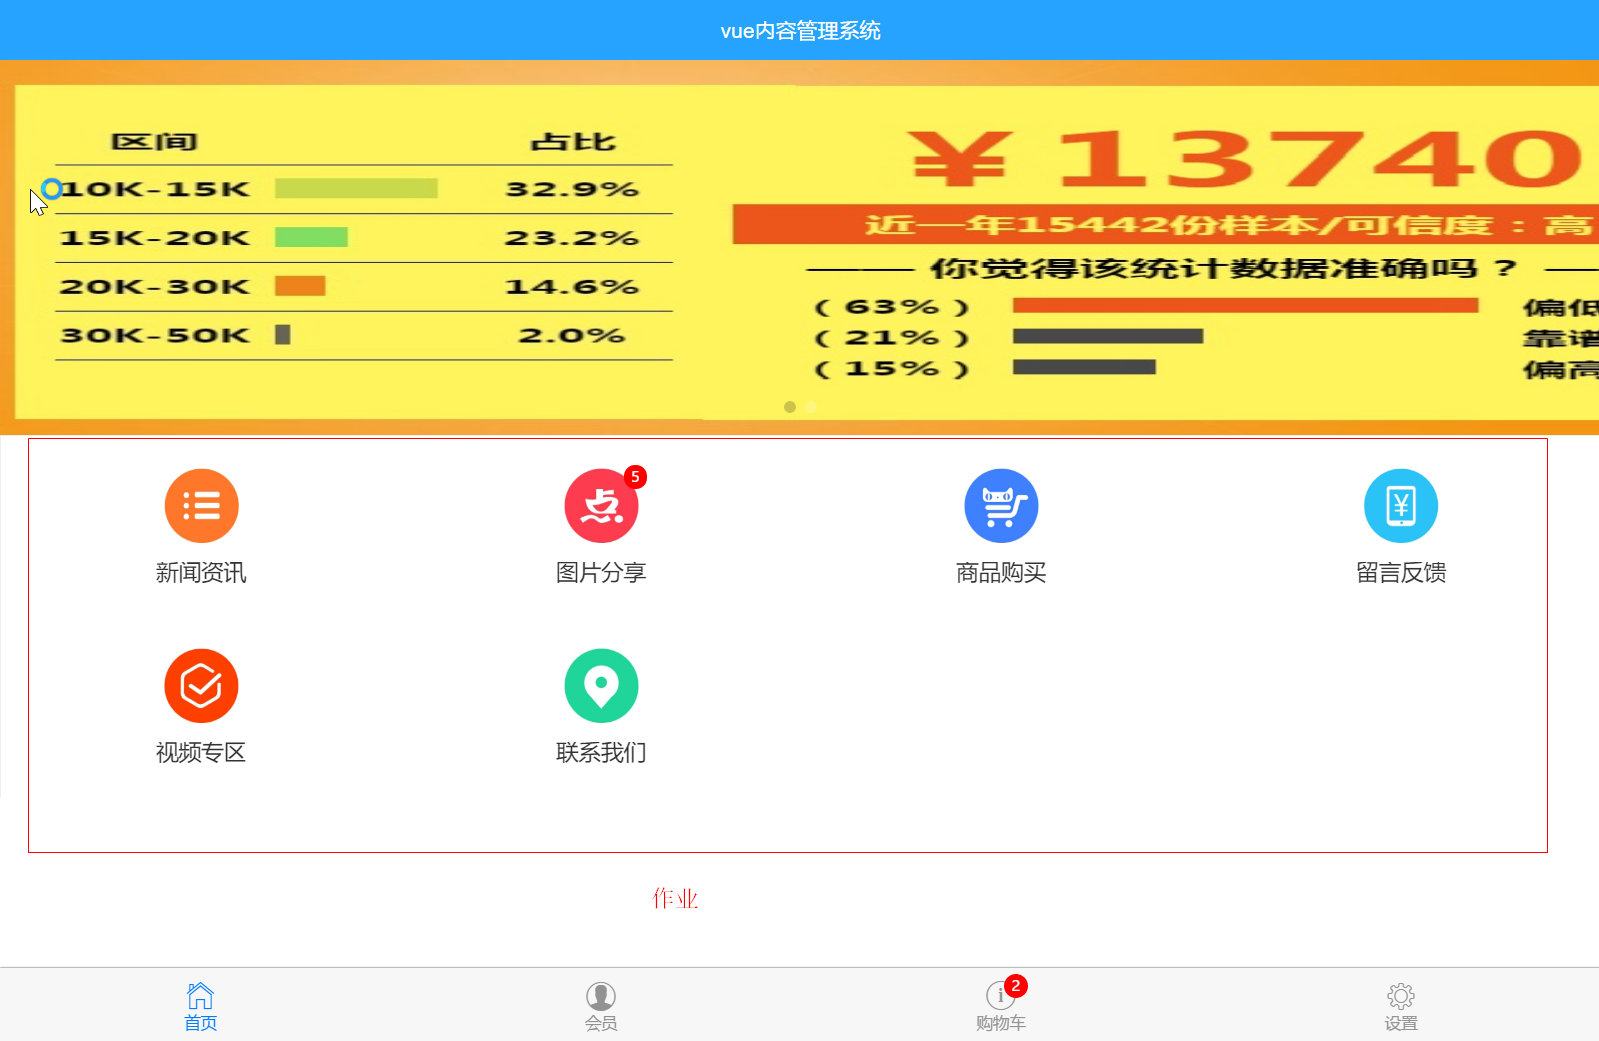 vue内容管理系统
区间 占比
10K-15K 32.9%
15K-20K 23.2%
20K-30K 14.6%
30K-50K 2.0%
￥13740
近一年15442份样本/可信度：高
—— 你觉得该统计数据准确吗？ —
( 63% ) 偏低
( 21% ) 靠谱
( 15% ) 偏高
点 5
新闻资讯 图片分享 商品购买 留言反馈
视频专区 联系我们
作业
2
首页 会员 购物车 设置